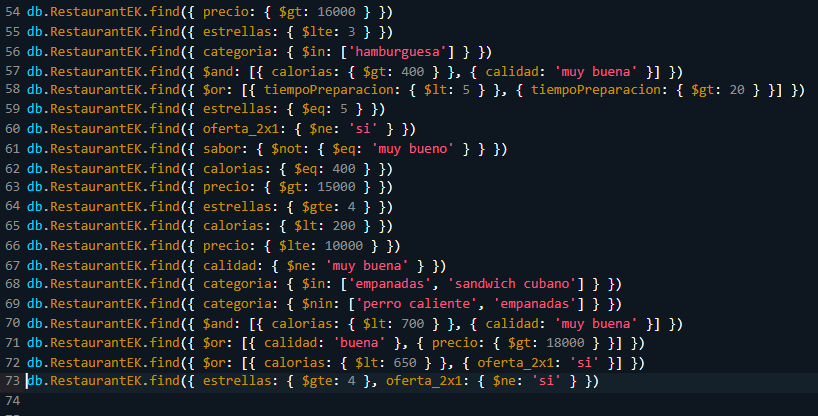 54 db.RestaurantEK.find({ precio: { $gt: 16000 } })
55 db.RestaurantEK.find({ estrellas: { $lte: 3 } })
56 db.RestaurantEK.find({ categoria: { $in: ['hamburguesa'] } })
57 db.RestaurantEK.find({ $and: [{ calorias: { $gt: 400 } }, { calidad: 'muy buena' }] })
58 db.RestaurantEK.find({ $or: [{ tiempoPreparacion: { $lt: 5 } }, { tiempoPreparacion: { $gt: 20 } }] })
59 db.RestaurantEK.find({ estrellas: { $eq: 5 } })
60 db.RestaurantEK.find({ oferta_2x1: { $ne: 'si' } })
61 db.RestaurantEK.find({ sabor: { $not: { $eq: 'muy bueno' } } })
62 db.RestaurantEK.find({ calorias: { $eq: 400 } })
63 db.RestaurantEK.find({ precio: { $gt: 15000 } })
64 db.RestaurantEK.find({ estrellas: { $gte: 4 } })
65 db.RestaurantEK.find({ calorias: { $lt: 200 } })
66 db.RestaurantEK.find({ precio: { $lte: 10000 } })
67 db.RestaurantEK.find({ calidad: { $ne: 'muy buena' } })
68 db.RestaurantEK.find({ categoria: { $in: ['empanadas', 'sandwich cubano'] } })
69 db.RestaurantEK.find({ categoria: { $nin: ['perro caliente', 'empanadas'] } })
70 db.RestaurantEK.find({ $and: [{ calorias: { $lt: 700 } }, { calidad: 'muy buena' }] })
71 db.RestaurantEK.find({ $or: [{ calidad: 'buena' }, { precio: { $gt: 18000 } }] })
72 db.RestaurantEK.find({ $or: [{ calorias: { $lt: 650 } }, { oferta_2x1: 'si' }] })
73 db.RestaurantEK.find({ estrellas: { $gte: 4 }, oferta_2x1: { $ne: 'si' } })
74